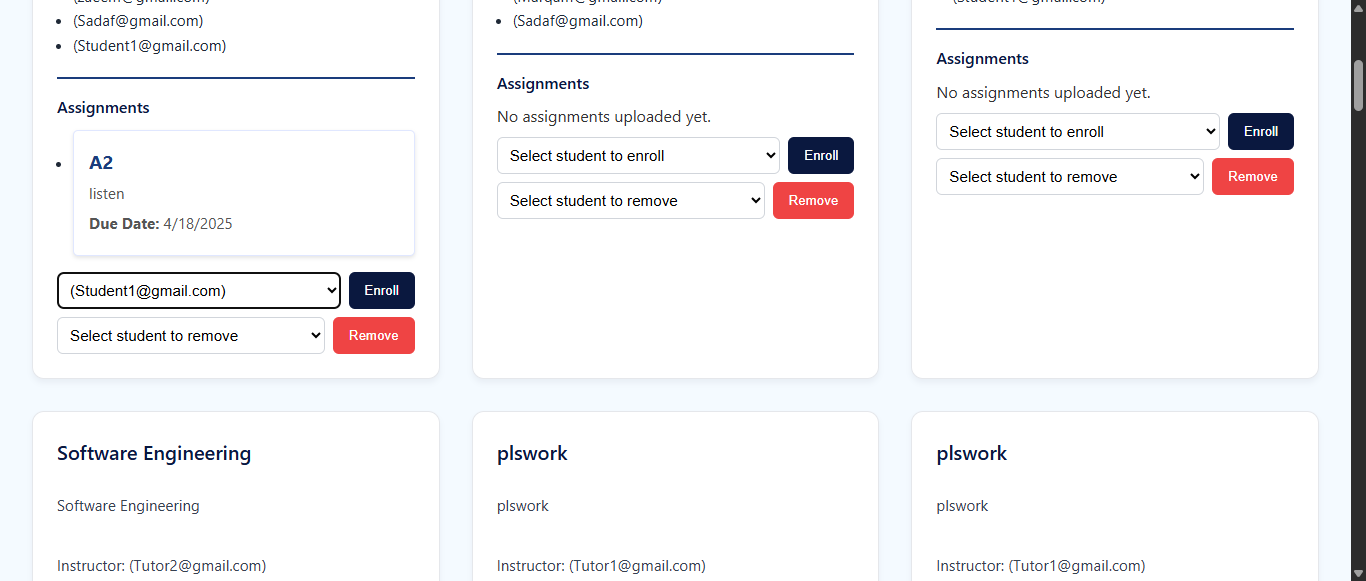 (Sadaf@gmail.com)
(Student1@gmail.com)
Assignments
A2
listen
Due Date: 4/18/2025
(Student1@gmail.com)
Enroll
Select student to remove
Remove
(Sadaf@gmail.com)
Assignments
No assignments uploaded yet.
Select student to enroll
Enroll
Select student to remove
Remove
Assignments
No assignments uploaded yet.
Select student to enroll
Enroll
Select student to remove
Remove
Software Engineering
Software Engineering
Instructor: (Tutor2@gmail.com)
plswork
plswork
Instructor: (Tutor1@gmail.com)
plswork
plswork
Instructor: (Tutor1@gmail.com)